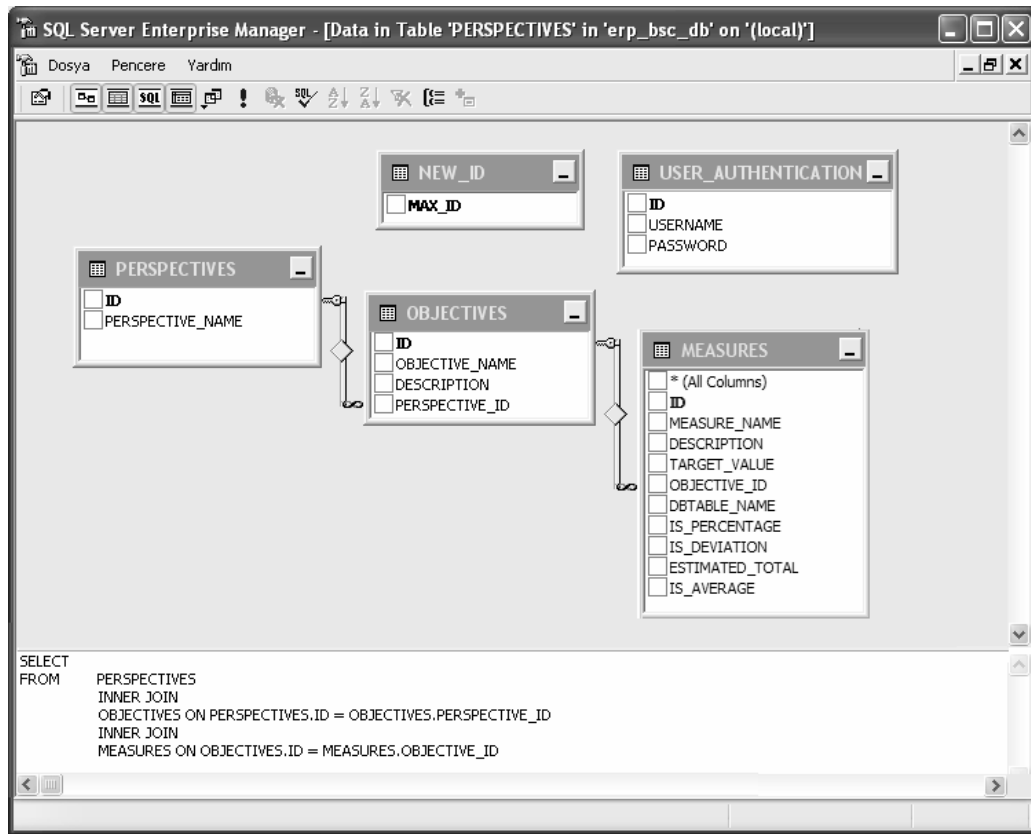 SQL Server Enterprise Manager - [Data in Table 'PERSPECTIVES' in 'erp_bsc_db' on '(local)']
Dosya Pencere Yardım
SQL SQL A Z Z A
NEW_ID
MAX_ID
USER_AUTHENTICATION
ID
USERNAME
PASSWORD
PERSPECTIVES
ID
PERSPECTIVE_NAME
OBJECTIVES
ID
OBJECTIVE_NAME
DESCRIPTION
PERSPECTIVE_ID
MEASURES
* (All Columns)
ID
MEASURE_NAME
DESCRIPTION
TARGET_VALUE
OBJECTIVE_ID
DBTABLE_NAME
IS_PERCENTAGE
IS_DEVIATION
ESTIMATED_TOTAL
IS_AVERAGE
SELECT
FROM PERSPECTIVES
INNER JOIN
OBJECTIVES ON PERSPECTIVES.ID = OBJECTIVES.PERSPECTIVE_ID
INNER JOIN
MEASURES ON OBJECTIVES.ID = MEASURES.OBJECTIVE_ID